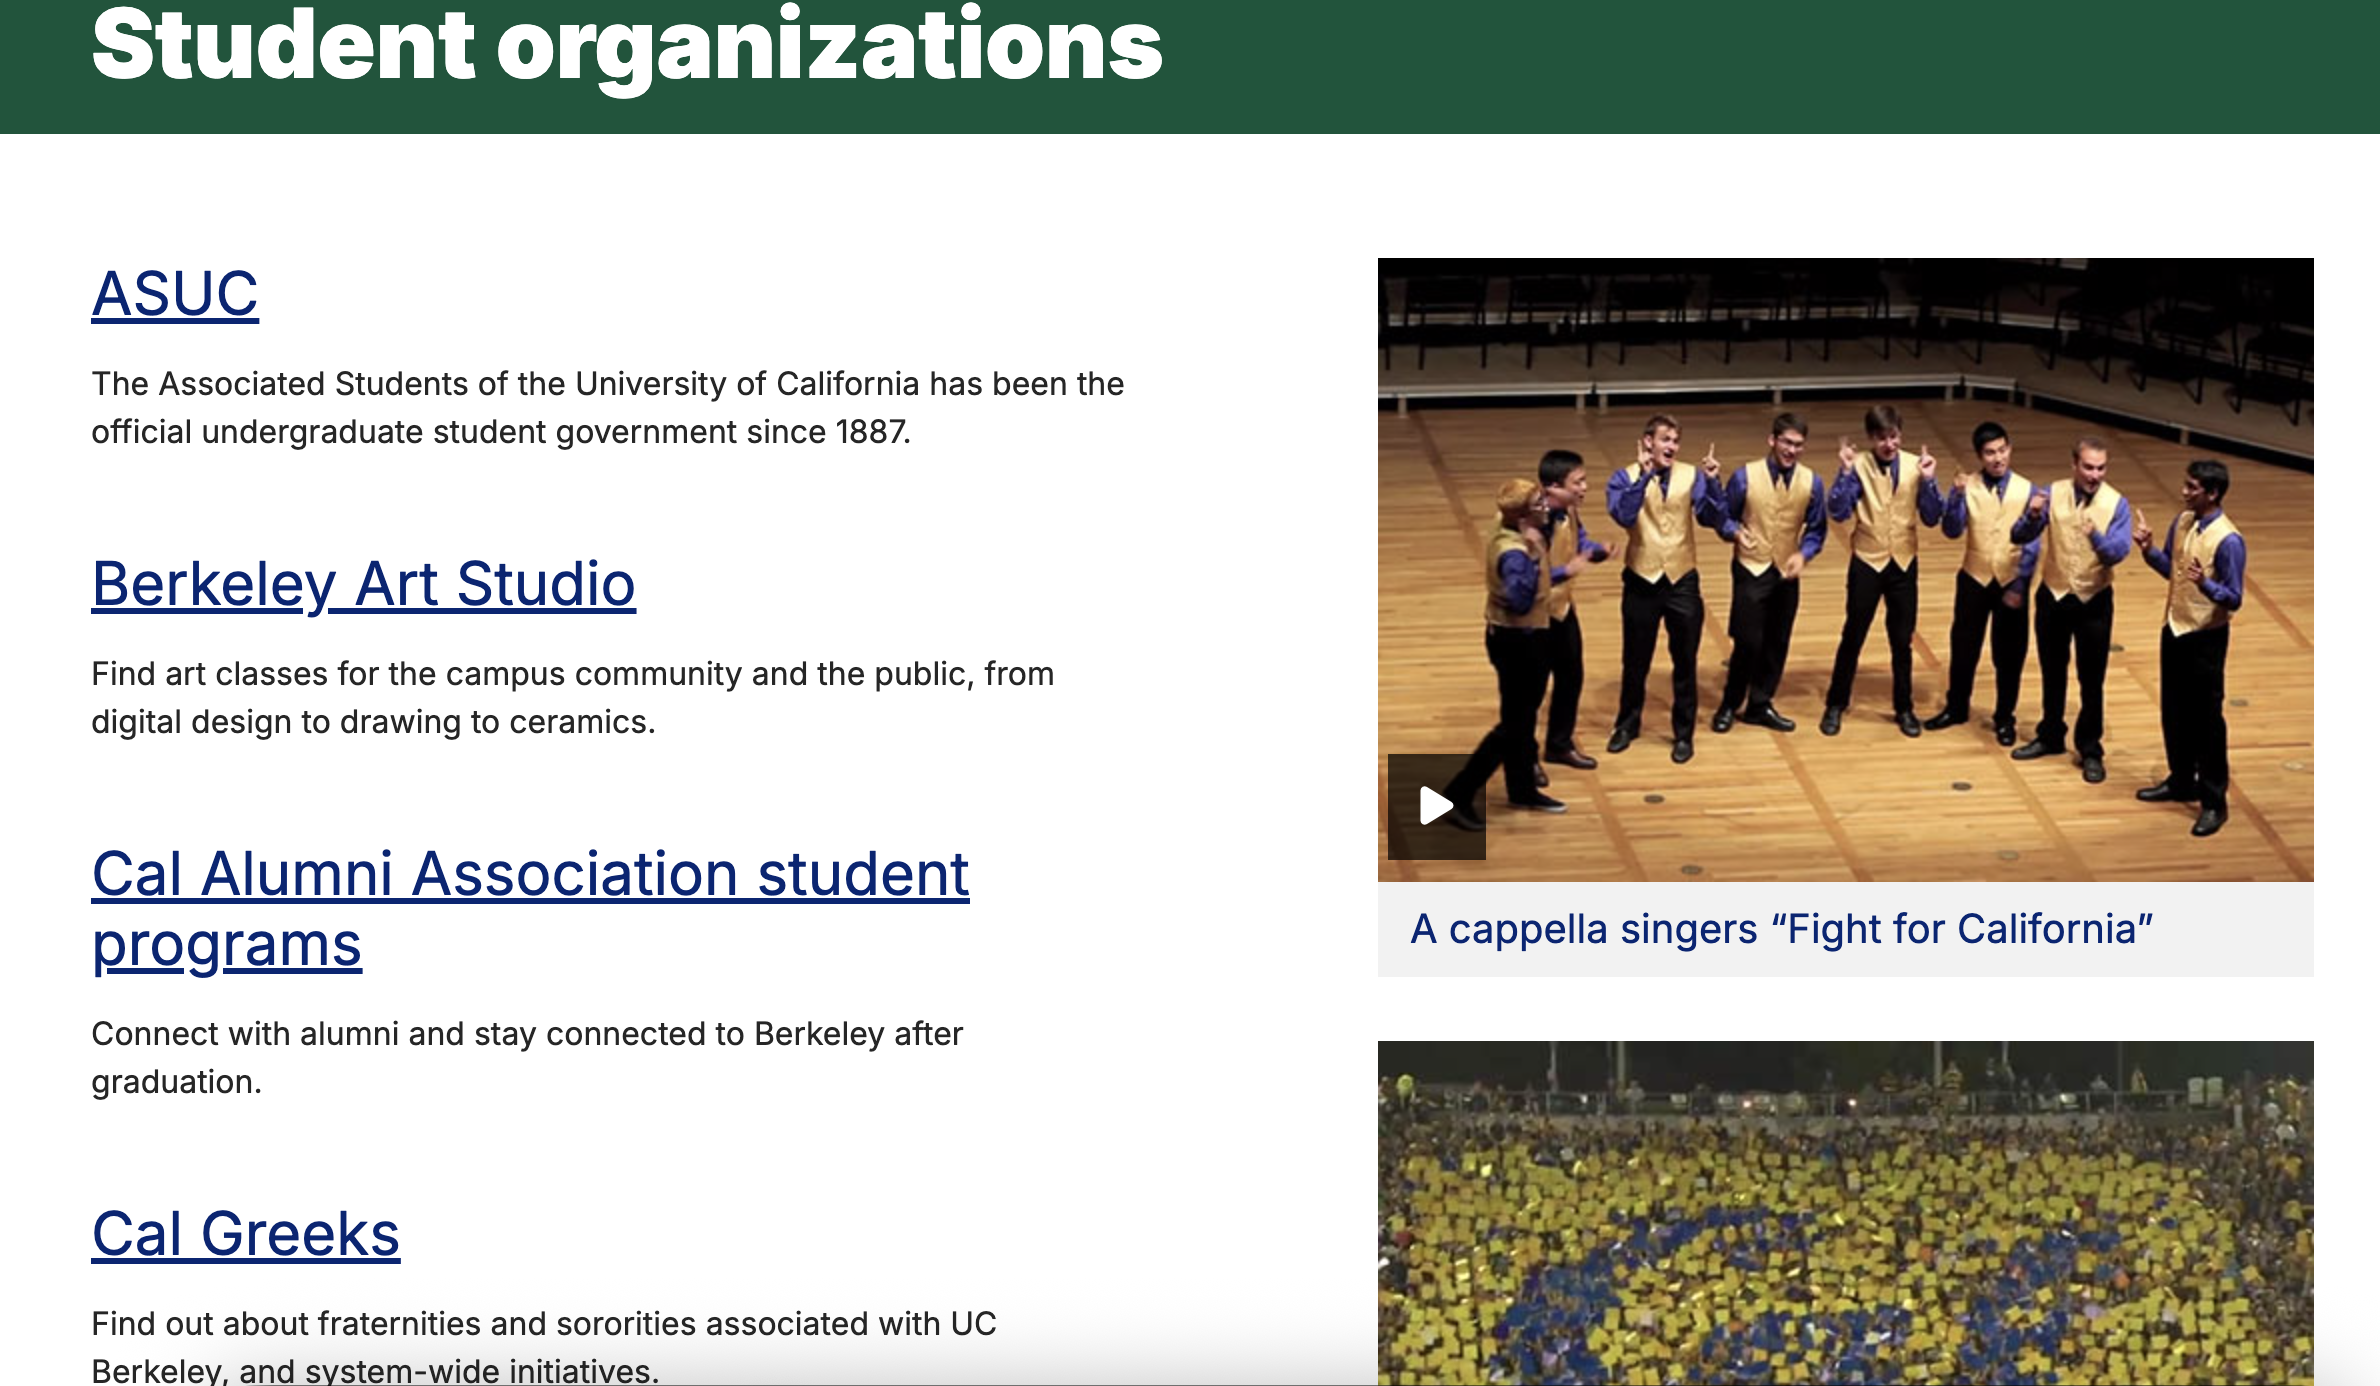 Student organizations
ASUC
The Associated Students of the University of California has been the
official undergraduate student government since 1887.
Berkeley Art Studio
Find art classes for the campus community and the public, from
digital design to drawing to ceramics.
Cal Alumni Association student
programs
Connect with alumni and stay connected to Berkeley after
graduation.
Cal Greeks
Find out about fraternities and sororities associated with UC
Berkeley, and system-wide initiatives.
A cappella singers “Fight for California”